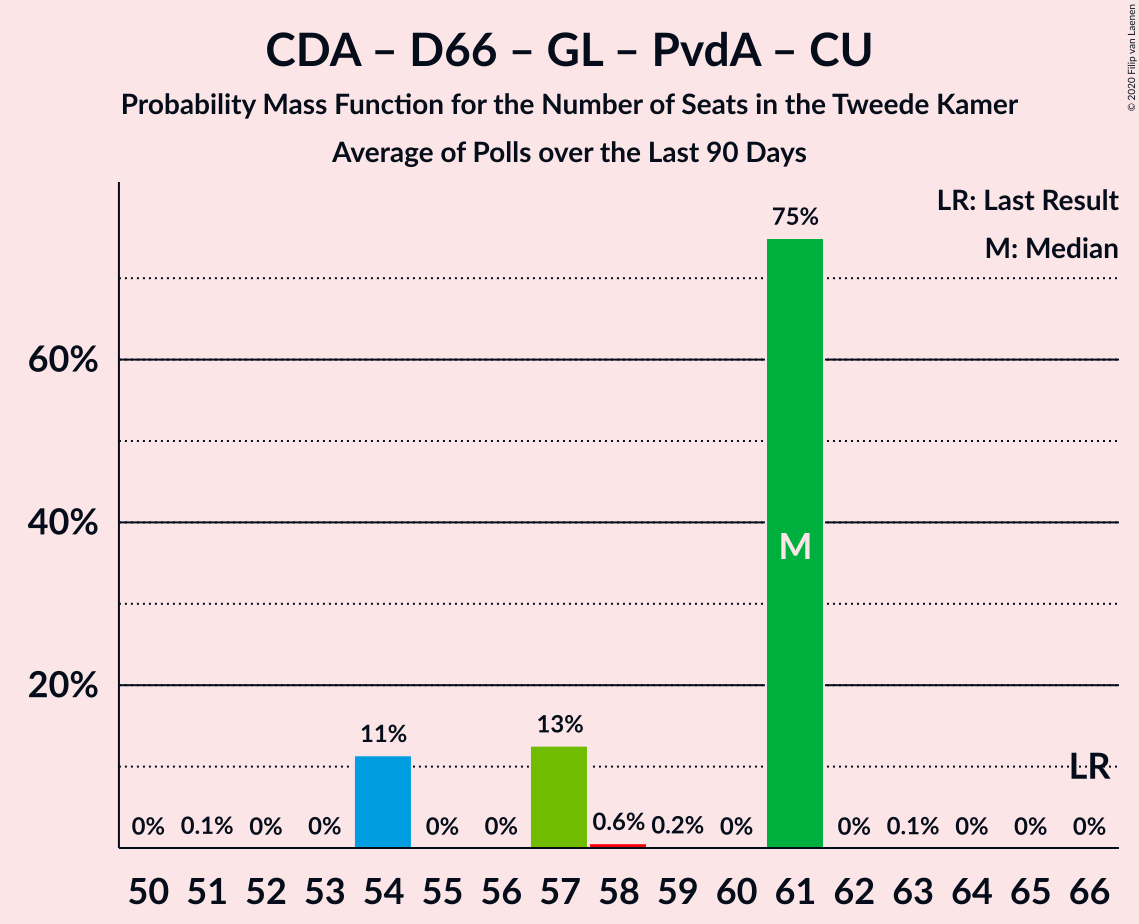 CDA – D66 – GL – PvdA – CU
Probability Mass Function for the Number of Seats in the Tweede Kamer
Average of Polls over the Last 90 Days
© 2020 Filip van Laenen
LR: Last Result
M: Median
75%
60%
40%
M
20%
11%
13%
LR
0% 0.1% 0% 0% 0% 0% 0.6% 0.2% 0% 0% 0.1% 0% 0% 0%
50 51 52 53 54 55 56 57 58 59 60 61 62 63 64 65 66